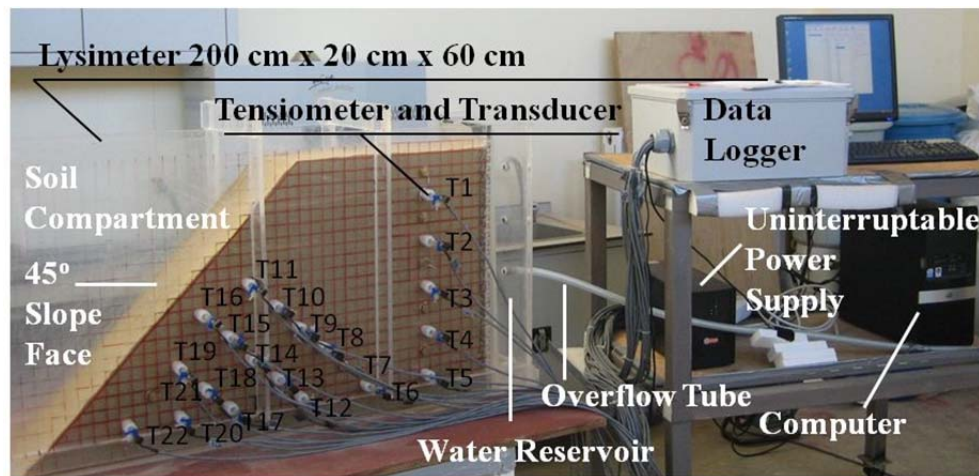 Lysimeter 200 cm x 20 cm x 60 cm
Tensiometer and Transducer
Data
Logger
Soil
Compartment
45º
Slope
Face
Uninterruptable
Power
Supply
T1
T2
T3
T4
T5
T11
T10
T9
T8
T7
T6
T16
T15
T14
T13
T12
T19
T18
T17
T21
T20
T22
Overflow Tube
Computer
Water Reservoir